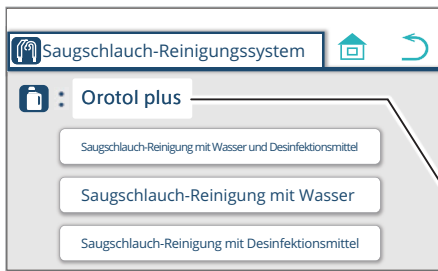 Saugschlauch-Reinigungssystem
: Orotol plus
Saugschlauch-Reinigung mit Wasser und Desinfektionsmittel
Saugschlauch-Reinigung mit Wasser
Saugschlauch-Reinigung mit Desinfektionsmittel